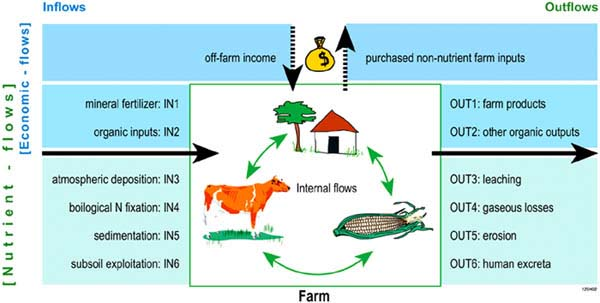 Inflows
Outflows
[Nutrient - flows]
[Economic - flows]
off-farm income
purchased non-nutrient farm inputs
mineral fertilizer: IN1
OUT1: farm products
organic inputs: IN2
OUT2: other organic outputs
atmospheric deposition: IN3
Internal flows
OUT3: leaching
boilogical N fixation: IN4
OUT4: gaseous losses
sedimentation: IN5
OUT5: erosion
subsoil exploitation: IN6
OUT6: human excreta
Farm